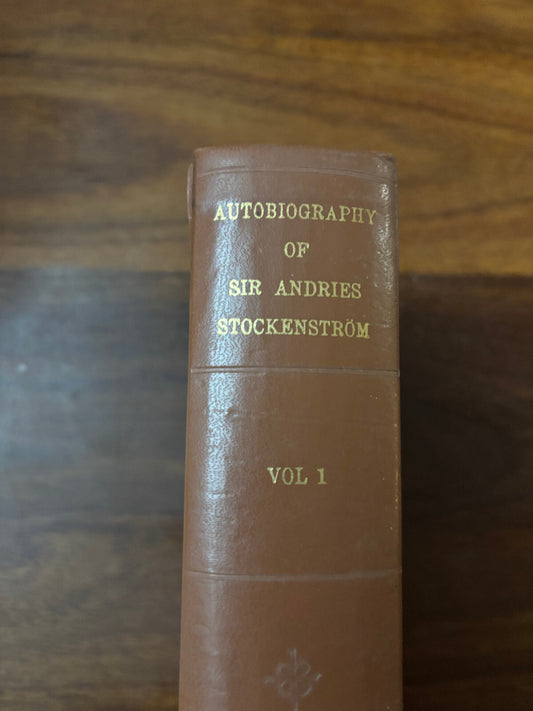 AUTOBIOGRAPHY
OF
SIR ANDRIES
STOCKENSTRÖM
VOL 1